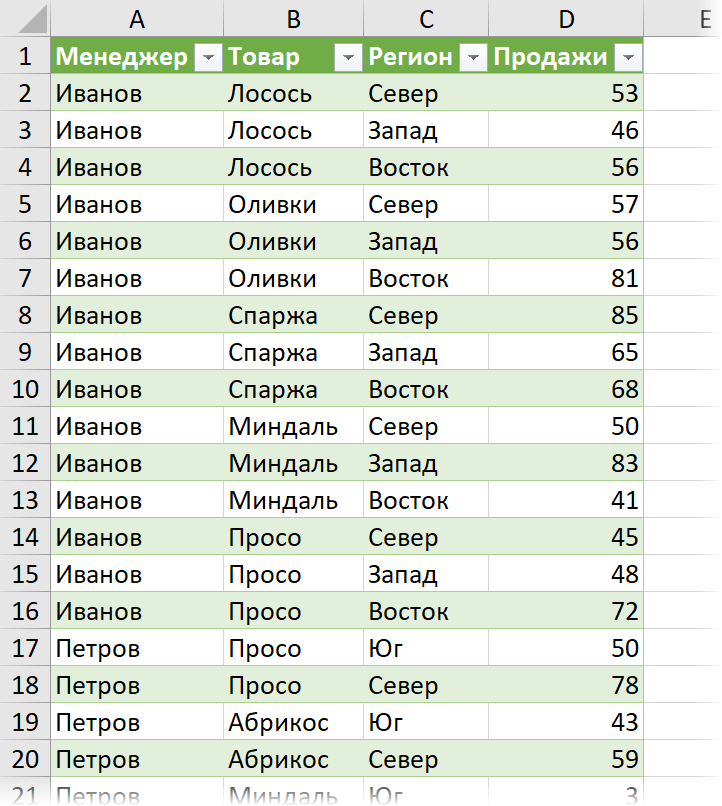 A B C D E
1 Менеджер Товар Регион Продажи
2 Иванов Лосось Север 53
3 Иванов Лосось Запад 46
4 Иванов Лосось Восток 56
5 Иванов Оливки Север 57
6 Иванов Оливки Запад 56
7 Иванов Оливки Восток 81
8 Иванов Спаржа Север 85
9 Иванов Спаржа Запад 65
10 Иванов Спаржа Восток 68
11 Иванов Миндаль Север 50
12 Иванов Миндаль Запад 83
13 Иванов Миндаль Восток 41
14 Иванов Просо Север 45
15 Иванов Просо Запад 48
16 Иванов Просо Восток 72
17 Петров Просо Юг 50
18 Петров Просо Север 78
19 Петров Абрикос Юг 43
20 Петров Абрикос Север 59
21 Петров Миндаль Юг